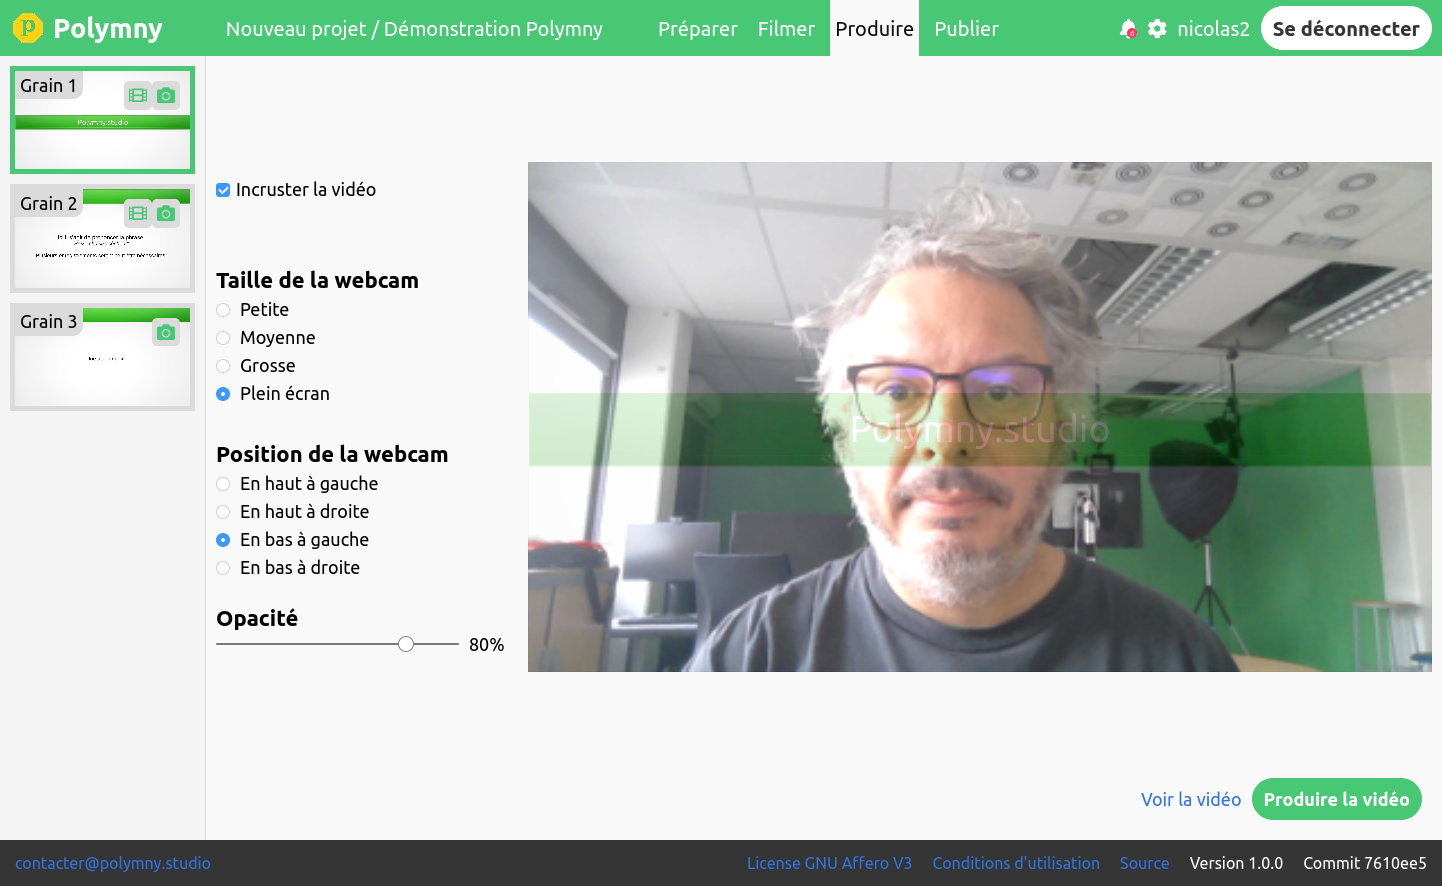 Polymny
Nouveau projet / Démonstration Polymny
Préparer
Filmer
Produire
Publier
6
nicolas2
Se déconnecter
Grain 1
Polymny.studio
Grain 2
Grain 3
Incruster la vidéo
Taille de la webcam
Petite
Moyenne
Grosse
Plein écran
Position de la webcam
En haut à gauche
En haut à droite
En bas à gauche
En bas à droite
Opacité
80%
Polymny.studio
Voir la vidéo
Produire la vidéo
contacter@polymny.studio
License GNU Affero V3
Conditions d'utilisation
Source
Version 1.0.0
Commit 7610ee5